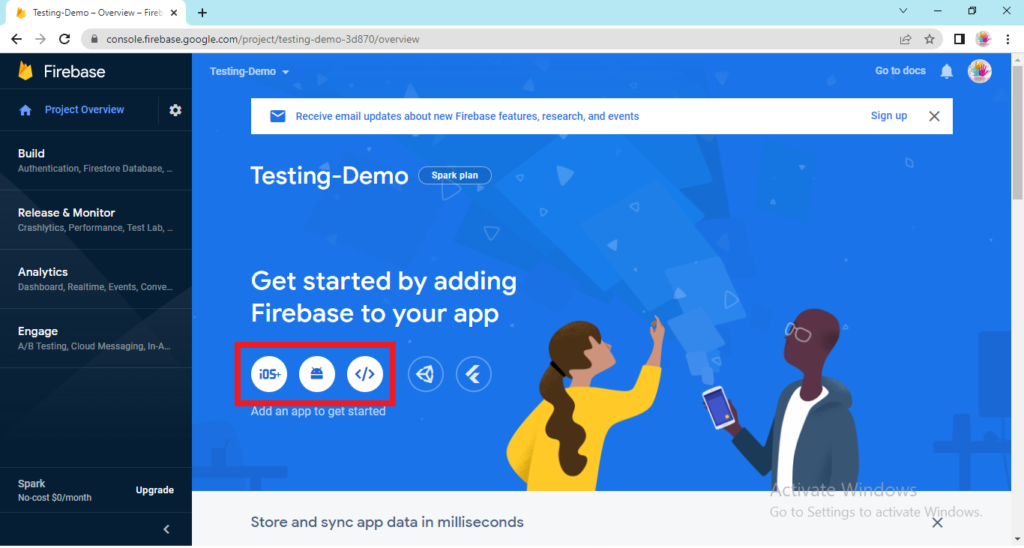 Testing-Demo – Overview – Fireb
console.firebase.google.com/project/testing-demo-3d870/overview
Firebase
Testing-Demo
Go to docs
Project Overview
Receive email updates about new Firebase features, research, and events
Sign up
Build
Authentication, Firestore Database, ...
Testing-Demo
Spark plan
Release & Monitor
Crashlytics, Performance, Test Lab, ...
Analytics
Dashboard, Realtime, Events, Conve...
Get started by adding
Firebase to your app
Engage
A/B Testing, Cloud Messaging, In-A...
iOS+
</>
Add an app to get started
Spark
No-cost $0/month
Upgrade
Activate Windows
Go to Settings to activate Windows.
Store and sync app data in milliseconds